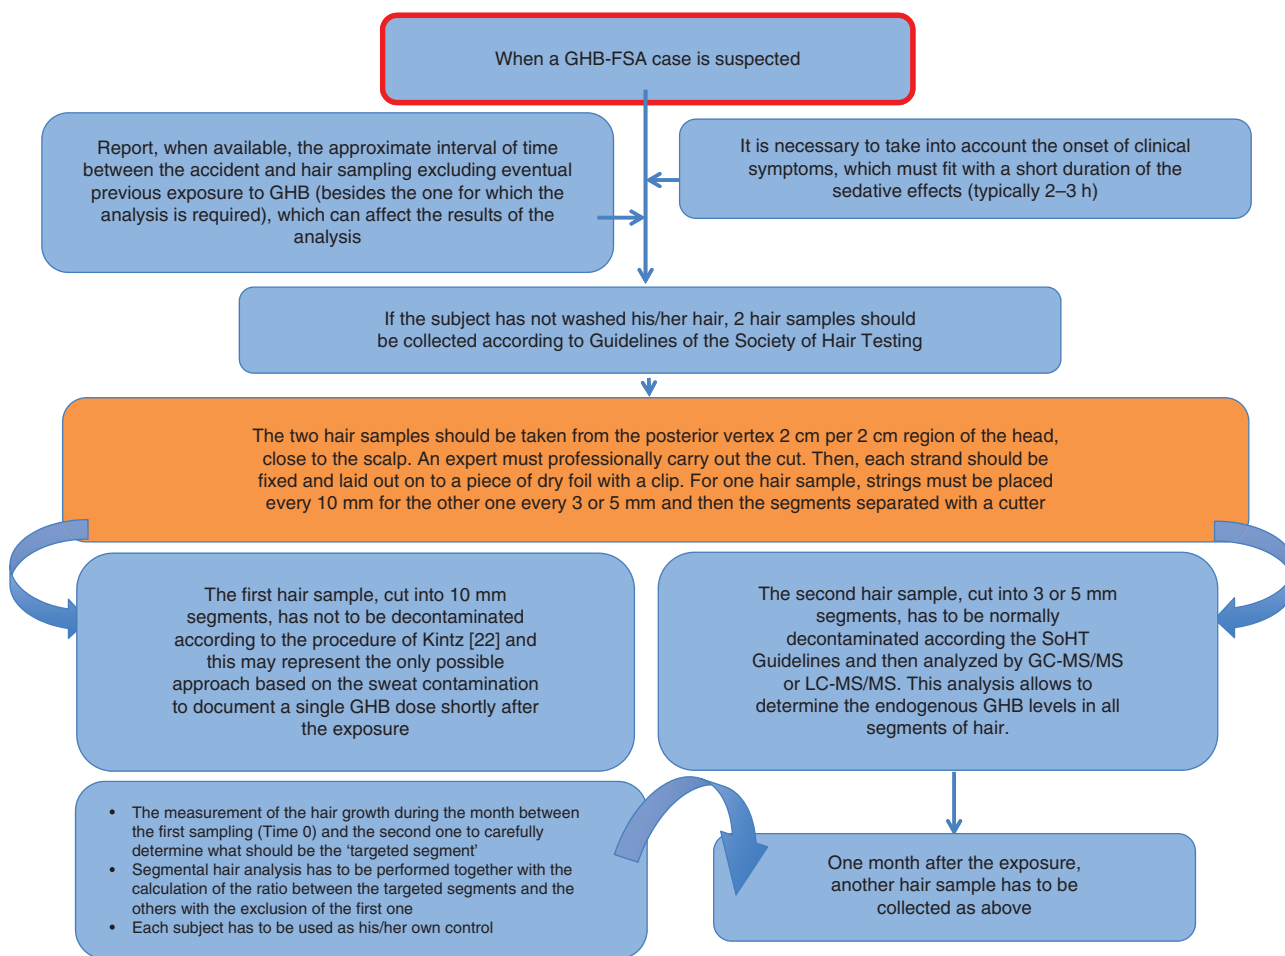 When a GHB-FSA case is suspected
Report, when available, the approximate interval of time
between the accident and hair sampling excluding eventual
previous exposure to GHB (besides the one for which the
analysis is required), which can affect the results of the
analysis
It is necessary to take into account the onset of clinical
symptoms, which must fit with a short duration of the
sedative effects (typically 2–3 h)
If the subject has not washed his/her hair, 2 hair samples should
be collected according to Guidelines of the Society of Hair Testing
The two hair samples should be taken from the posterior vertex 2 cm per 2 cm region of the head,
close to the scalp. An expert must professionally carry out the cut. Then, each strand should be
fixed and laid out on to a piece of dry foil with a clip. For one hair sample, strings must be placed
every 10 mm for the other one every 3 or 5 mm and then the segments separated with a cutter
The first hair sample, cut into 10 mm
segments, has not to be decontaminated
according to the procedure of Kintz [22] and
this may represent the only possible
approach based on the sweat contamination
to document a single GHB dose shortly after
the exposure
The second hair sample, cut into 3 or 5 mm
segments, has to be normally
decontaminated according the SoHT
Guidelines and then analyzed by GC-MS/MS
or LC-MS/MS. This analysis allows to
determine the endogenous GHB levels in all
segments of hair.
• The measurement of the hair growth during the month between
the first sampling (Time 0) and the second one to carefully
determine what should be the ‘targeted segment’
• Segmental hair analysis has to be performed together with the
calculation of the ratio between the targeted segments and the
others with the exclusion of the first one
• Each subject has to be used as his/her own control
One month after the exposure,
another hair sample has to be
collected as above